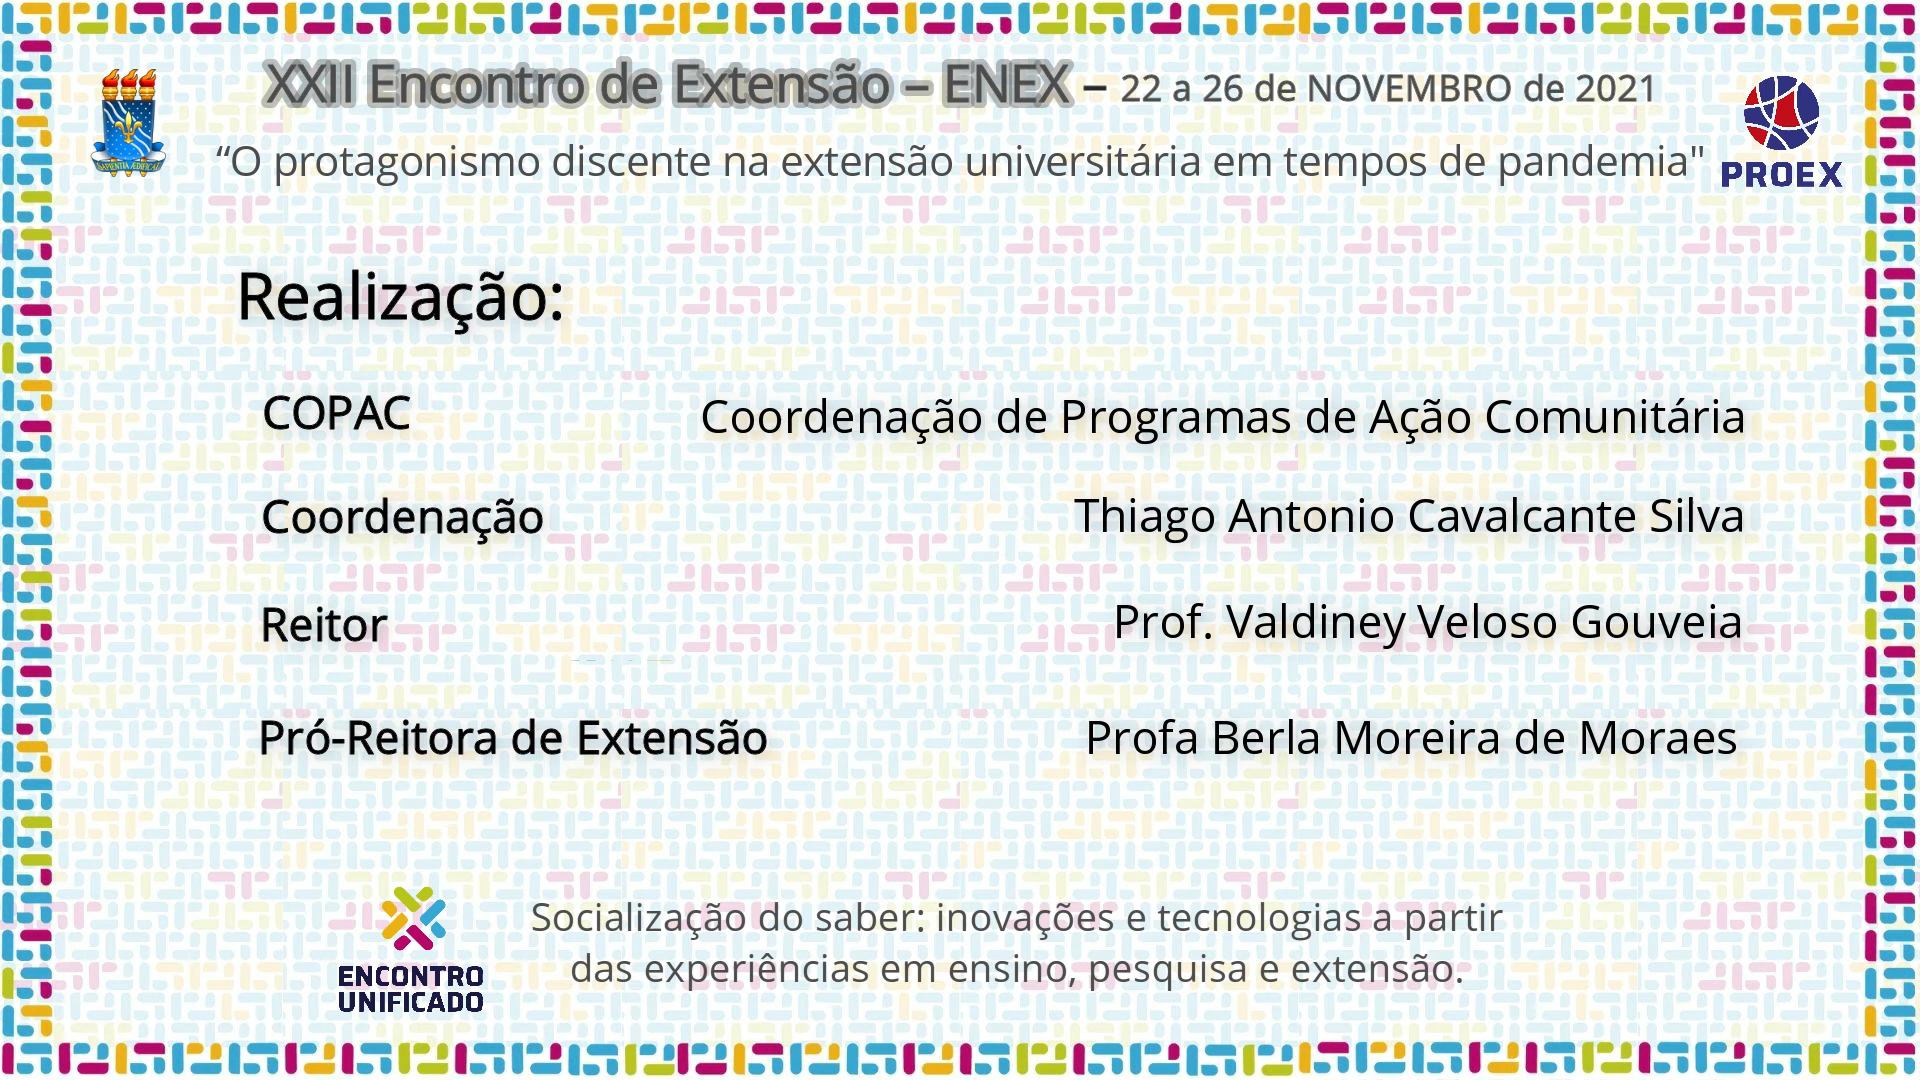 XXII Encontro de Extensão – ENEX – 22 a 26 de NOVEMBRO de 2021
“O protagonismo discente na extensão universitária em tempos de pandemia"
PROEX
Realização:
COPAC Coordenação de Programas de Ação Comunitária
Coordenação Thiago Antonio Cavalcante Silva
Reitor Prof. Valdiney Veloso Gouveia
Pró-Reitora de Extensão Profa Berla Moreira de Moraes
ENCONTRO
UNIFICADO
Socialização do saber: inovações e tecnologias a partir
das experiências em ensino, pesquisa e extensão.